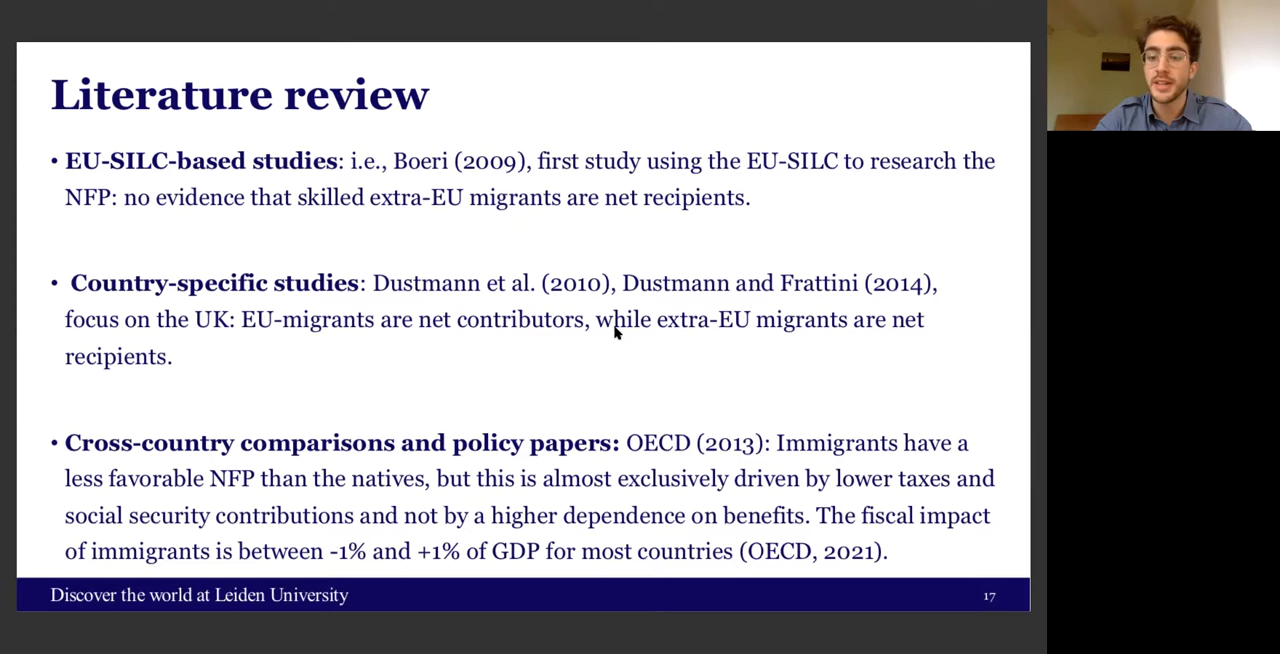 Literature review
• EU-SILC-based studies: i.e., Boeri (2009), first study using the EU-SILC to research the
NFP: no evidence that skilled extra-EU migrants are net recipients.
• Country-specific studies: Dustmann et al. (2010), Dustmann and Frattini (2014),
focus on the UK: EU-migrants are net contributors, while extra-EU migrants are net
recipients.
• Cross-country comparisons and policy papers: OECD (2013): Immigrants have a
less favorable NFP than the natives, but this is almost exclusively driven by lower taxes and
social security contributions and not by a higher dependence on benefits. The fiscal impact
of immigrants is between -1% and +1% of GDP for most countries (OECD, 2021).
Discover the world at Leiden University 17